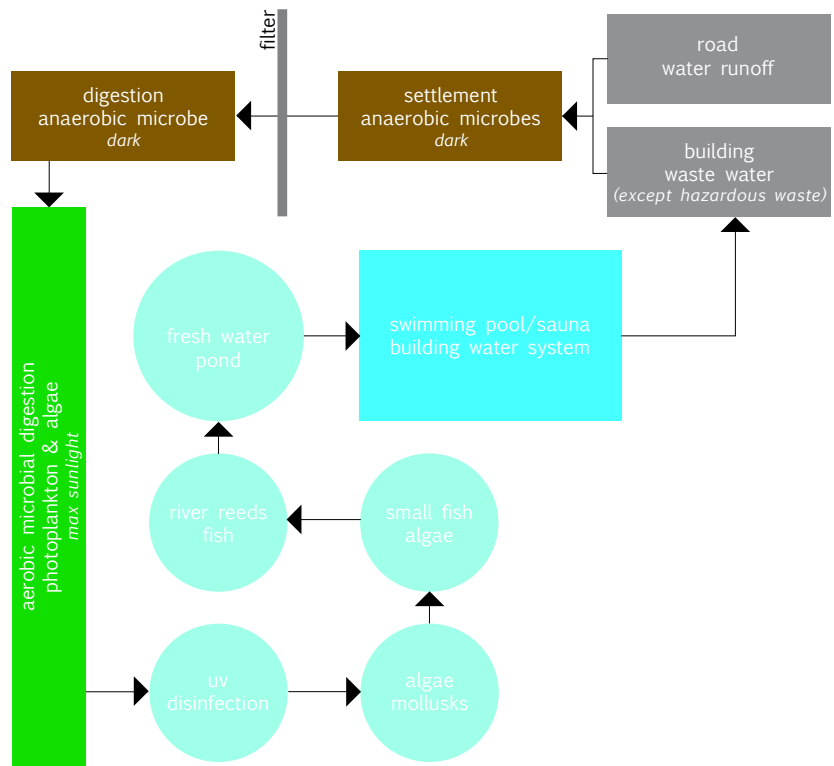 filter
road
water runoff
digestion
anaerobic microbe
dark
settlement
anaerobic microbes
dark
building
waste water
(except hazardous waste)
fresh water
pond
swimming pool/sauna
building water system
aerobic microbial digestion
photoplankton & algae
max sunlight
river reeds
fish
small fish
algae
uv
disinfection
algae
mollusks